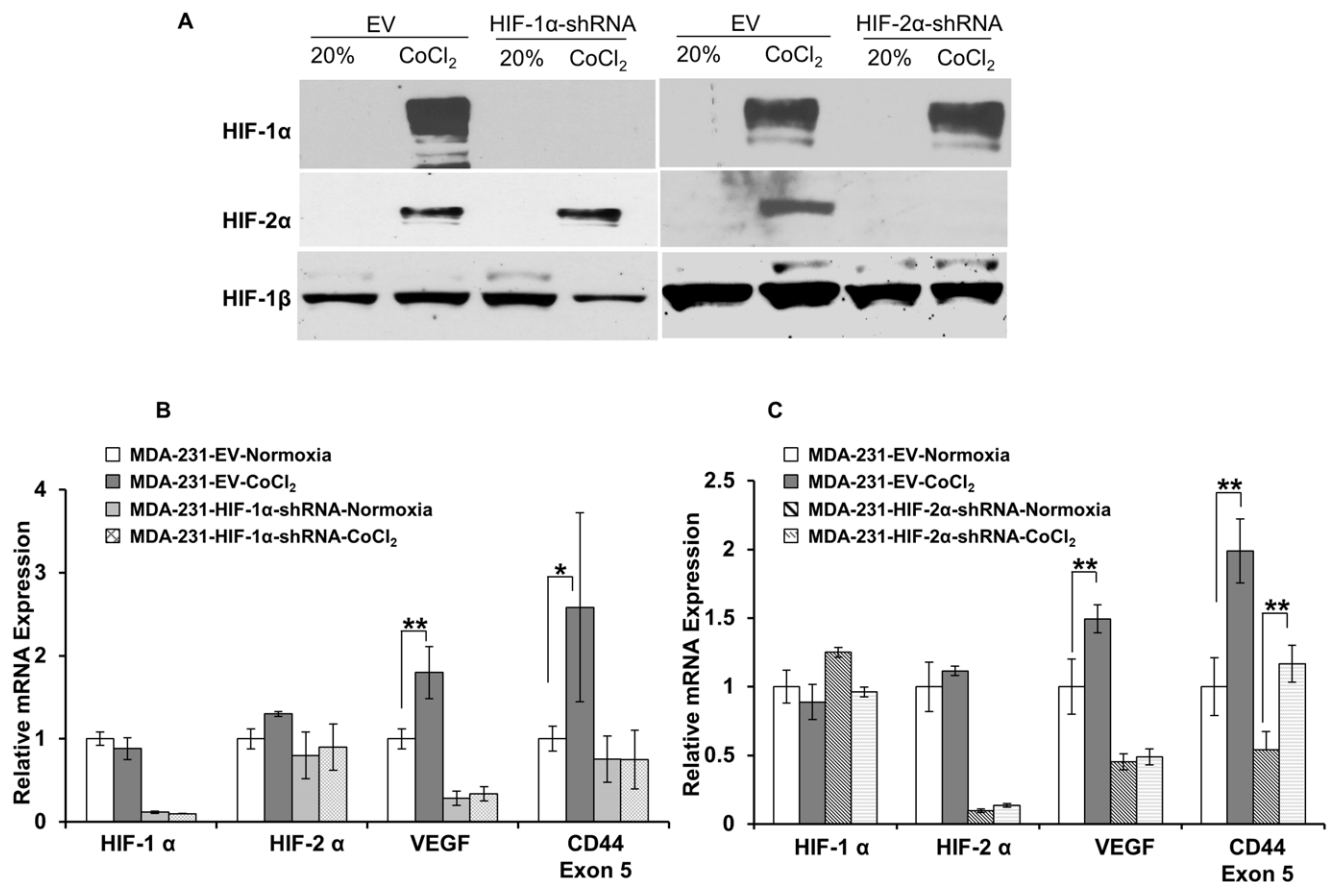 A
EV HIF-1α-shRNA EV HIF-2α-shRNA
20% CoCl₂ 20% CoCl₂ 20% CoCl₂ 20% CoCl₂
HIF-1α
HIF-2α
HIF-1β
B
MDA-231-EV-Normoxia
MDA-231-EV-CoCl₂
MDA-231-HIF-1α-shRNA-Normoxia
MDA-231-HIF-1α-shRNA-CoCl₂
Relative mRNA Expression
4
3
2
1
0
**
*
HIF-1 α HIF-2 α VEGF CD44
Exon 5
C
MDA-231-EV-Normoxia
MDA-231-EV-CoCl₂
MDA-231-HIF-2α-shRNA-Normoxia
MDA-231-HIF-2α-shRNA-CoCl₂
Relative mRNA Expression
2.5
2
1.5
1
0.5
0
**
**
**
HIF-1 α HIF-2 α VEGF CD44
Exon 5